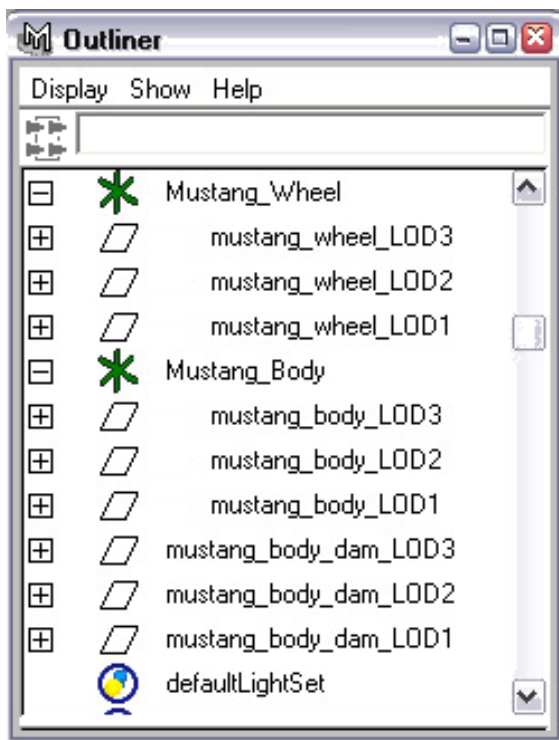 Outliner
Display Show Help
Mustang_Wheel
mustang_wheel_LOD3
mustang_wheel_LOD2
mustang_wheel_LOD1
Mustang_Body
mustang_body_LOD3
mustang_body_LOD2
mustang_body_LOD1
mustang_body_dam_LOD3
mustang_body_dam_LOD2
mustang_body_dam_LOD1
defaultLightSet